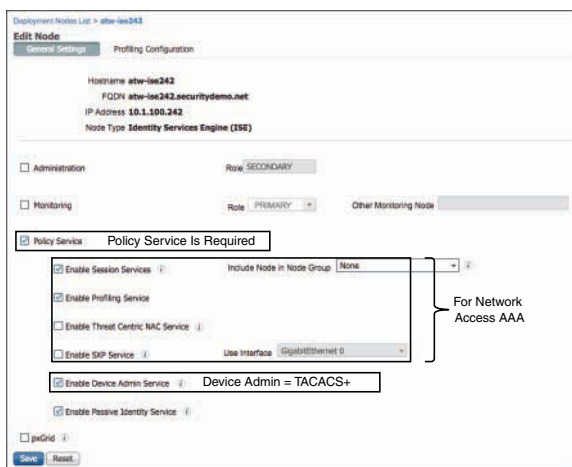 Deployment Nodes List > atw-ise242
Edit Node
General Settings Profiling Configuration
Hostname atw-ise242
FQDN atw-ise242.securitydemo.net
IP Address 10.1.100.242
Node Type Identity Services Engine (ISE)
Administration Role SECONDARY
Monitoring Role PRIMARY Other Monitoring Node
Policy Service Policy Service Is Required
Enable Session Services Include Node in Node Group None
Enable Profiling Service
Enable Threat Centric NAC Service
Enable SXP Service Use Interface GigabitEthernet 0
For Network
Access AAA
Enable Device Admin Service Device Admin = TACACS+
Enable Passive Identity Service
pxGrid
Save Reset